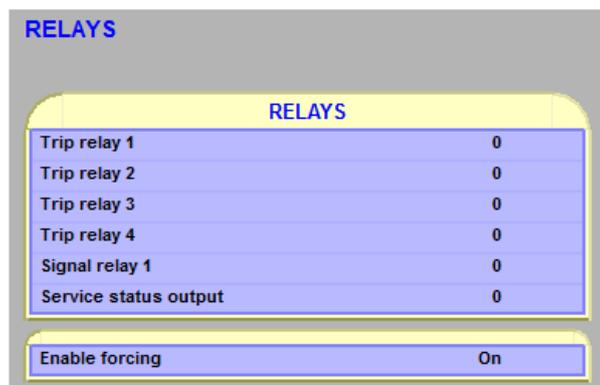 RELAYS
RELAYS
Trip relay 1 0
Trip relay 2 0
Trip relay 3 0
Trip relay 4 0
Signal relay 1 0
Service status output 0
Enable forcing On